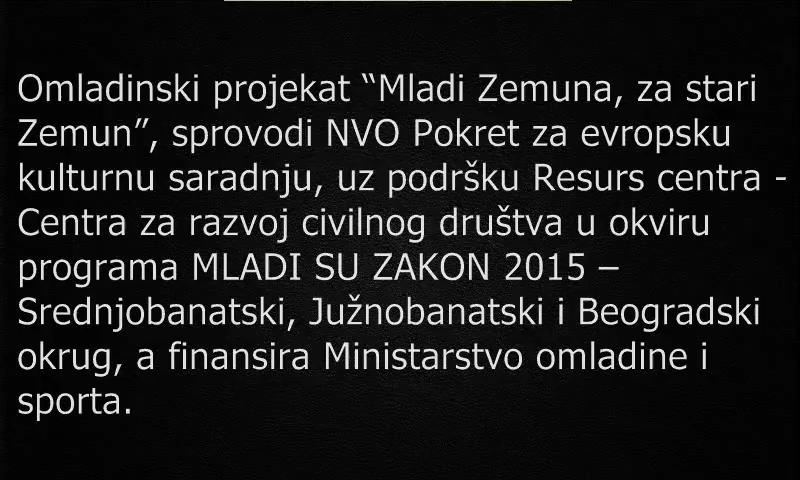 Omladinski projekat “Mladi Zemuna, za stari
Zemun”, sprovodi NVO Pokret za evropsku
kulturnu saradnju, uz podršku Resurs centra -
Centra za razvoj civilnog društva u okviru
programa MLADI SU ZAKON 2015 –
Srednjobanatski, Južnobanatski i Beogradski
okrug, a finansira Ministarstvo omladine i
sporta.